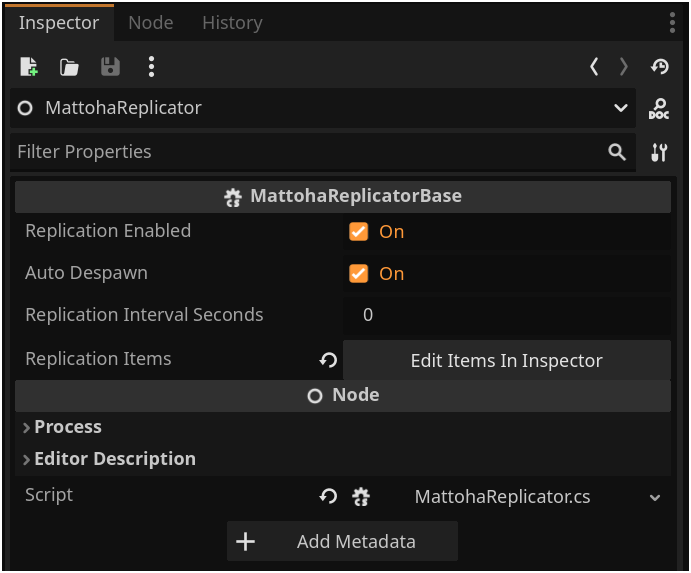 Inspector Node History
MattohaReplicator
DOC
Filter Properties
MattohaReplicatorBase
Replication Enabled On
Auto Despawn On
Replication Interval Seconds 0
Replication Items Edit Items In Inspector
Node
Process
Editor Description
Script MattohaReplicator.cs
Add Metadata